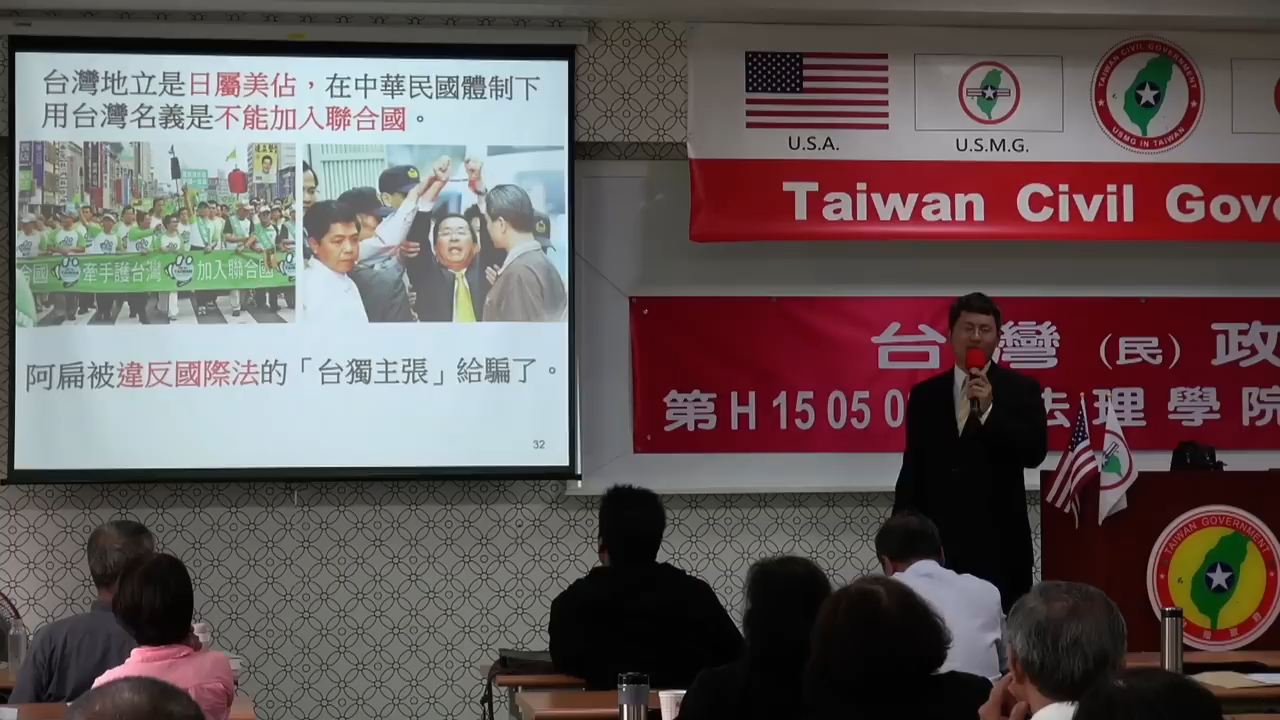 台灣地立是日屬美佔，在中華民國體制下
用台灣名義是不能加入聯合國。
合國
牽手護台灣
加入聯合國
阿扁被違反國際法的「台獨主張」給騙了。
32
U.S.A.
U.S.M.G.
TAIWAN CIVIL GOVERNMENT
USMG IN TAIWAN
Taiwan Civil Gove
台灣（民）政
第H 15 05 0
法理學院
TAIWAN GOVERNMENT